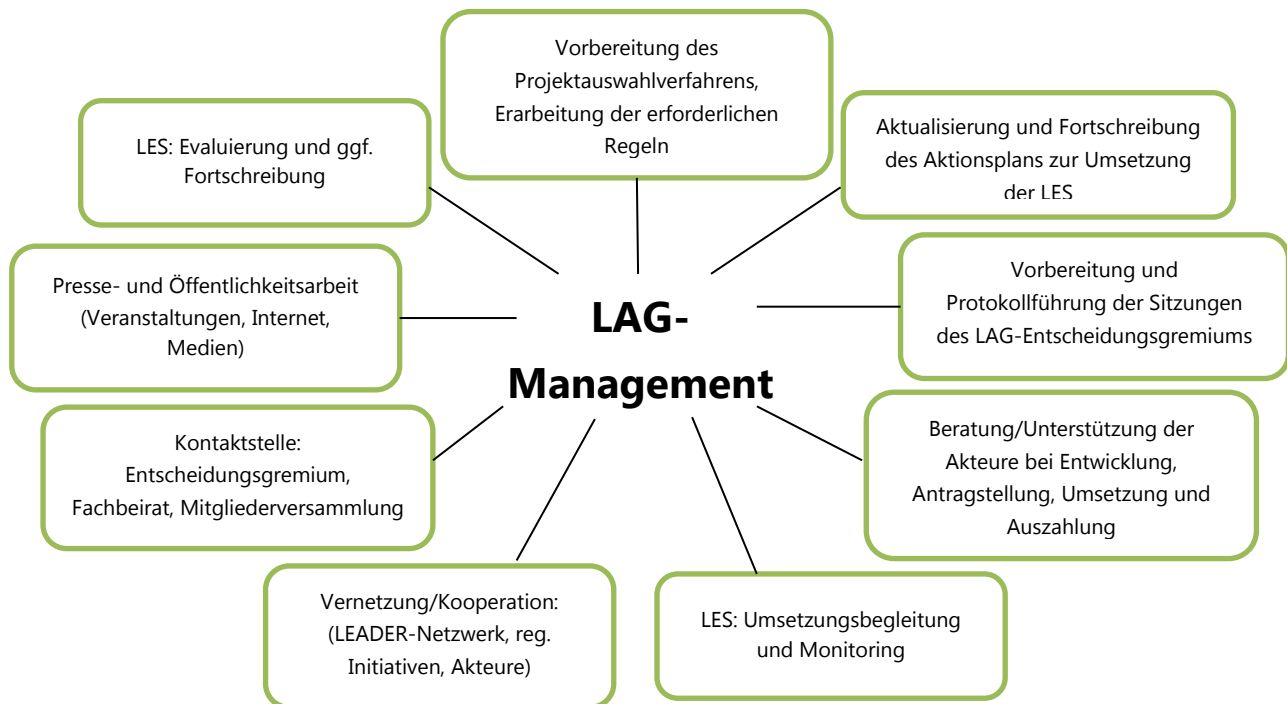 Vorbereitung des
Projektauswahlverfahrens,
Erarbeitung der erforderlichen
Regeln
LES: Evaluierung und ggf.
Fortschreibung
Aktualisierung und Fortschreibung
des Aktionsplans zur Umsetzung
der LES
Presse- und Öffentlichkeitsarbeit
(Veranstaltungen, Internet,
Medien)
LAG-
Management
Vorbereitung und
Protokollführung der Sitzungen
des LAG-Entscheidungsgremiums
Kontaktstelle:
Entscheidungsgremium,
Fachbeirat, Mitgliederversammlung
Beratung/Unterstützung der
Akteure bei Entwicklung,
Antragstellung, Umsetzung und
Auszahlung
Vernetzung/Kooperation:
(LEADER-Netzwerk, reg.
Initiativen, Akteure)
LES: Umsetzungsbegleitung
und Monitoring